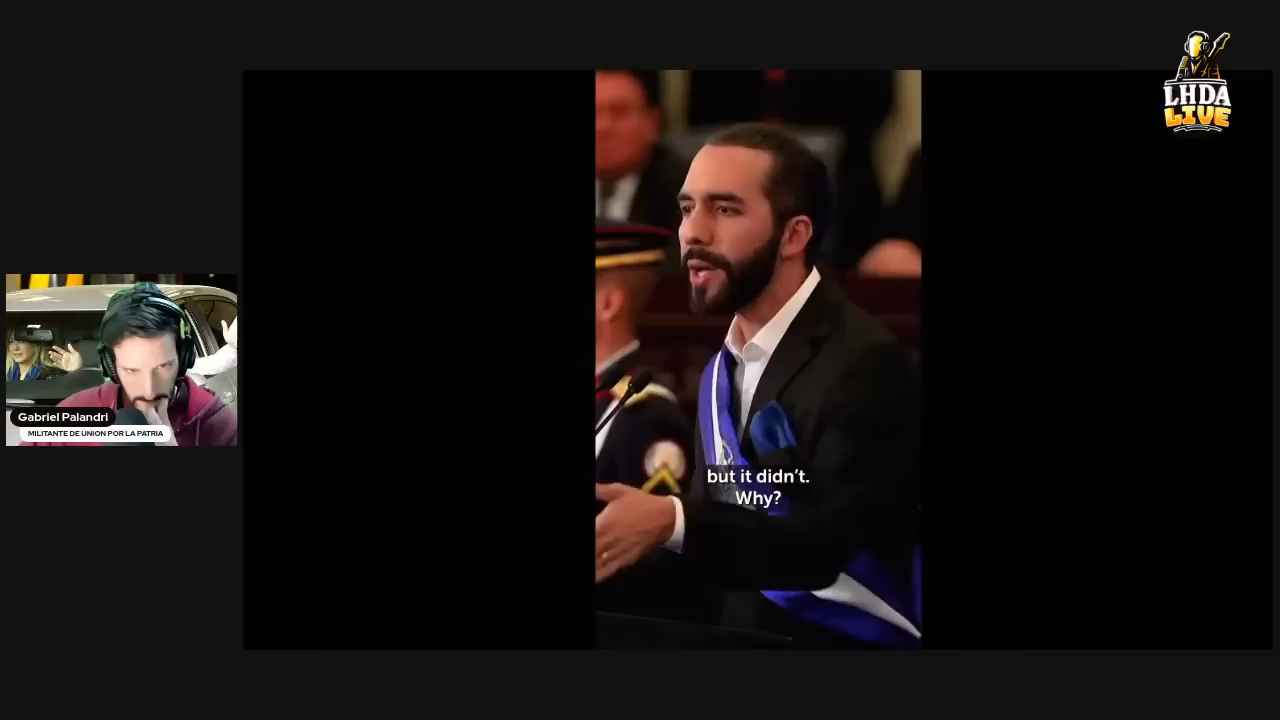 LHDA
LIVE
Gabriel Palandri
MILITANTE DE UNION POR LA PATRIA
but it didn't.
Why?